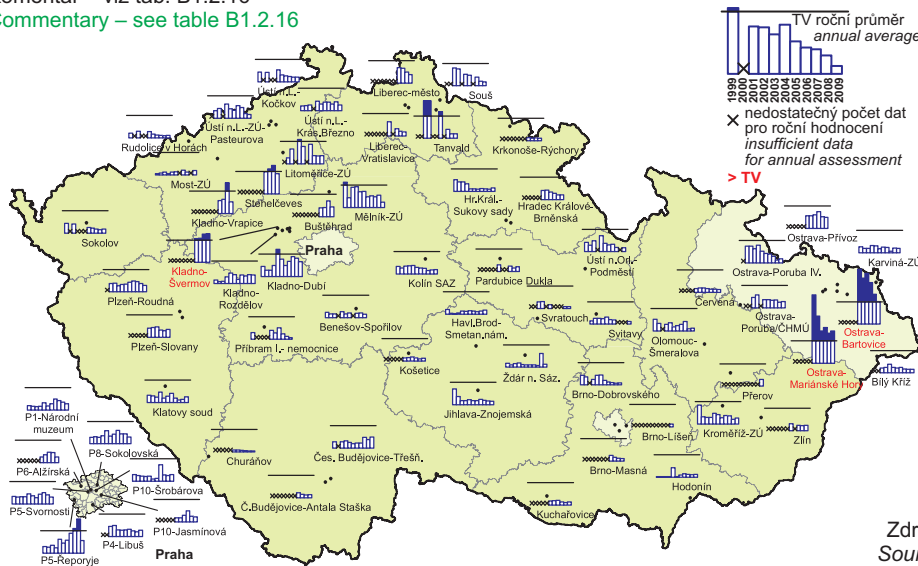 Komentář – viz tab. B1.2.16
Commentary – see table B1.2.16
TV roční průměr
annual average
1999
2000
2001
2002
2003
2004
2005
2006
2007
2008
2009
× nedostatečný počet dat
pro roční hodnocení
insufficient data
for annual assessment
> TV
Ústí n.L.-
Kočkov
Liberec-město
Souš
Ústí n.L.-ZÚ-
Pasteurova
Ústí n.L.-
Krás.Březno
Liberec-
Vratislavice
Tanvald
Krkonoše-Rýchory
Rudolice v Horách
Most-ZÚ
Litoměřice-ZÚ
Stehelčeves
Mělník-ZÚ
Hr.Král.-
Sukovy sady
Hradec Králové-
Brněnská
Ostrava-Přívoz
Karviná-ZÚ
Sokolov
Kladno-Vrapice
Buštěhrad
Praha
Kladno-
Švermov
Kladno-
Rozdělov
Kladno-Dubí
Kolín SAZ
Pardubice Dukla
Ústí n.Orl.-
Podměstí
Ostrava-Poruba IV.
Červená
Ostrava-
Poruba/ČHMÚ
Ostrava-
Bartovice
Plzeň-Roudná
Benešov-Spořilov
Havl.Brod-
Smetan.nám.
Svratouch
Svitavy
Olomouc-
Šmeralova
Plzeň-Slovany
Příbram I.- nemocnice
Košetice
Žďár n. Sáz.
Brno-Dobrovského
Přerov
Ostrava-
Mariánské Hory
Bílý Kříž
Klatovy soud
Jihlava-Znojemská
Brno-Líšeň
Kroměříž-ZÚ
Zlín
P1-Národní
muzeum
P8-Sokolovská
P6-Alžírská
P10-Šrobárova
P5-Svornosti
P10-Jasmínová
P4-Libuš
P5-Reporyje
Praha
Churáňov
Čes. Budějovice-Třešň.
Č.Budějovice-Antala Staška
Brno-Masná
Hodonín
Kuchařovice
Zdr
Sour